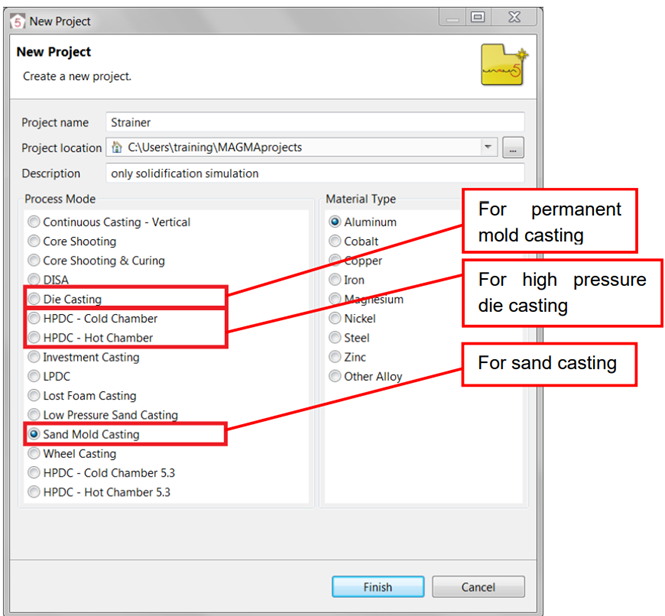 New Project
New Project
Create a new project.
Project name Strainer
Project location C:\Users\training\MAGMAprojects ...
Description only solidification simulation
Process Mode
Continuous Casting - Vertical
Core Shooting
Core Shooting & Curing
DISA
Die Casting
HPDC - Cold Chamber
HPDC - Hot Chamber
Investment Casting
LPDC
Lost Foam Casting
Low Pressure Sand Casting
Sand Mold Casting
Wheel Casting
HPDC - Cold Chamber 5.3
HPDC - Hot Chamber 5.3
Material Type
Aluminum
Cobalt
Copper
Iron
Magnesium
Nickel
Steel
Zinc
Other Alloy
For permanent
mold casting
For high pressure
die casting
For sand casting
Finish Cancel